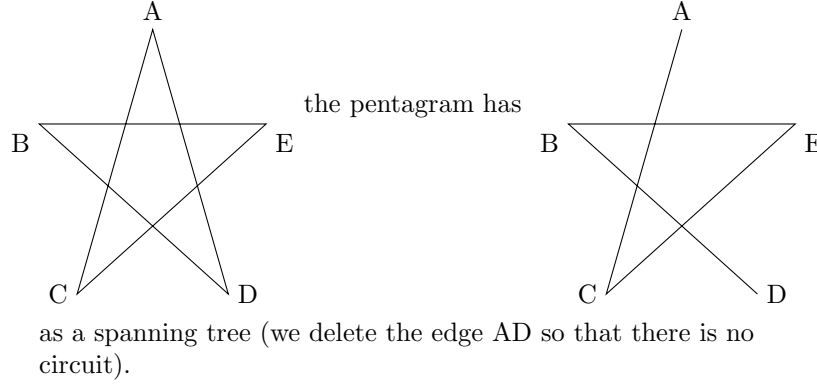 A
A
the pentagram has
B
E
B
E
C
D
C
D
as a spanning tree (we delete the edge AD so that there is no
circuit).